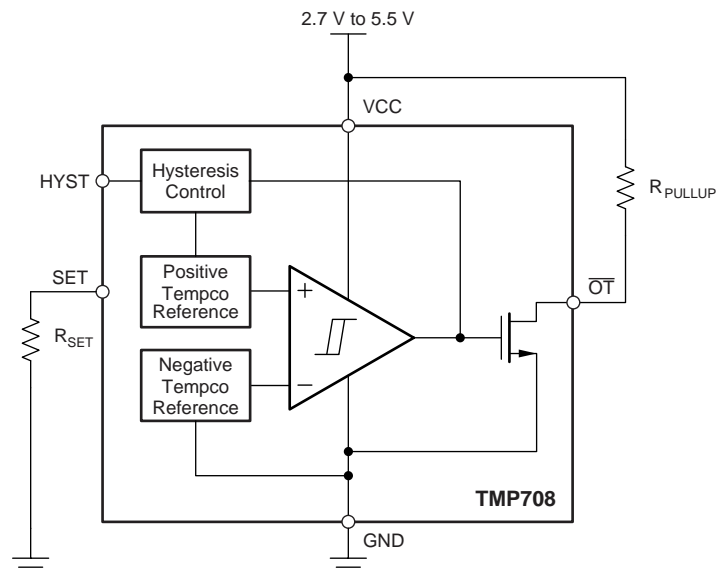 2.7 V to 5.5 V
VCC
HYST
Hysteresis
Control
R PULLUP
SET
Positive
Tempco
Reference
+
OT
R SET
Negative
Tempco
Reference
−
TMP708
GND